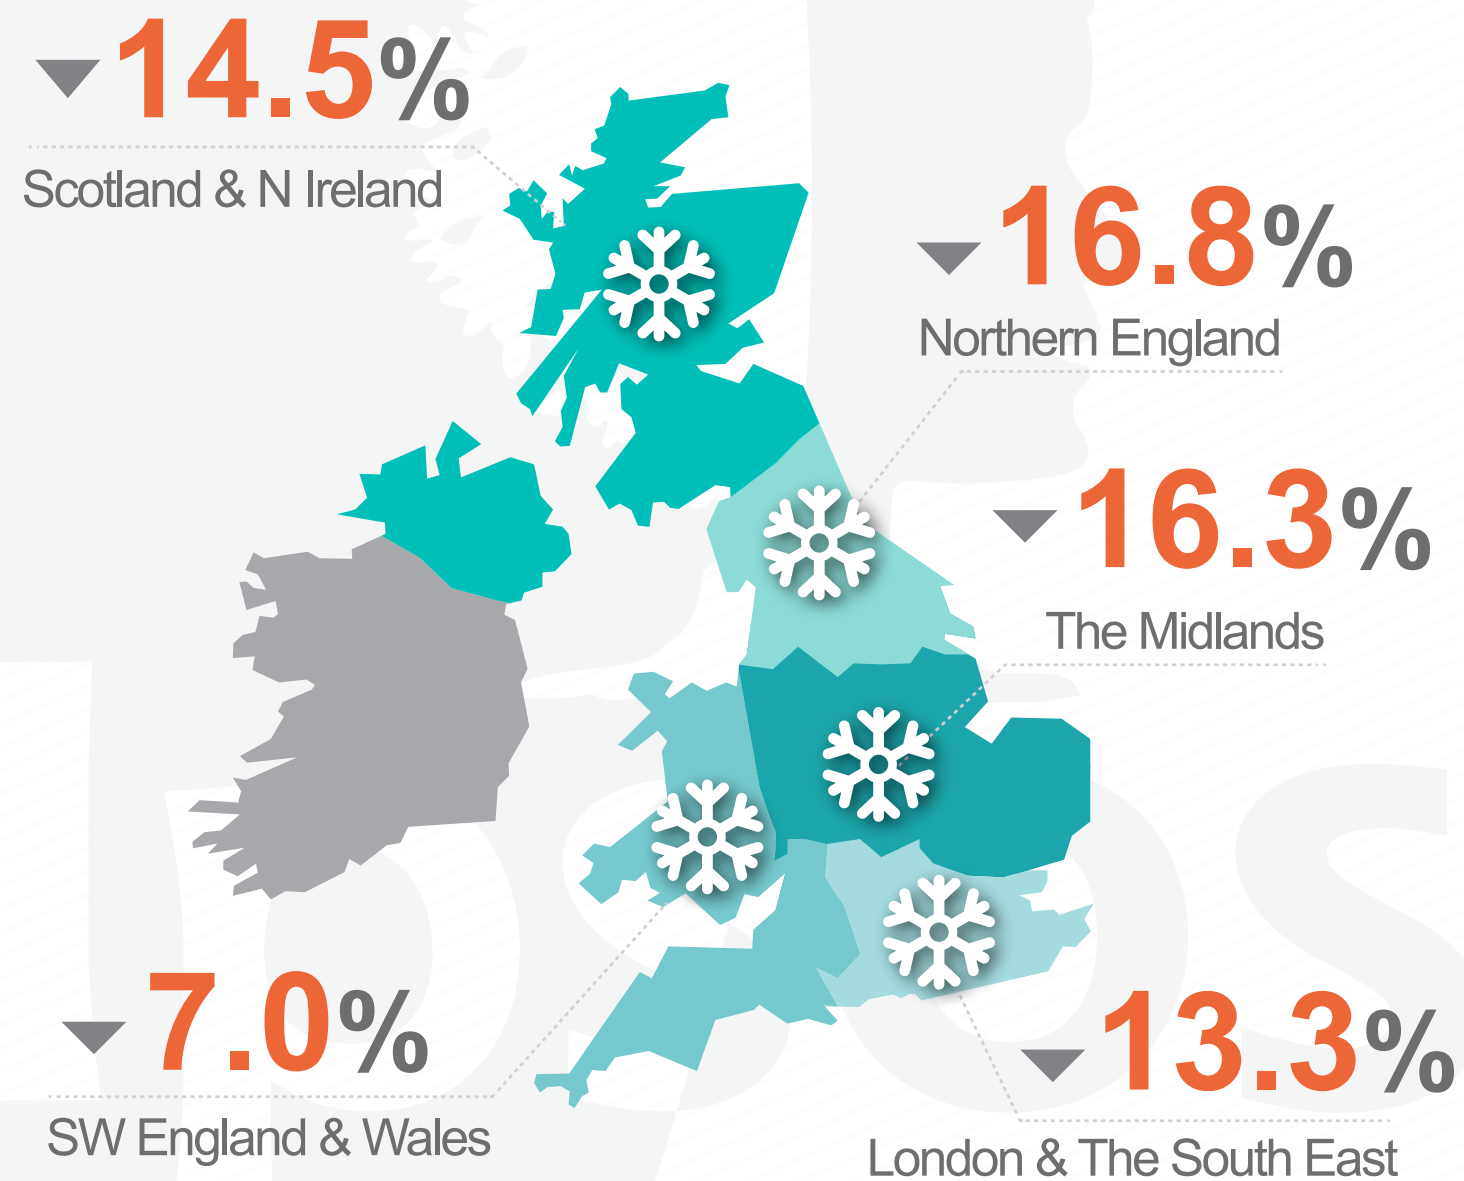 ▼14.5%
Scotland & N Ireland
▼16.8%
Northern England
▼16.3%
The Midlands
▼7.0%
SW England & Wales
▼13.3%
London & The South East
Ipsos